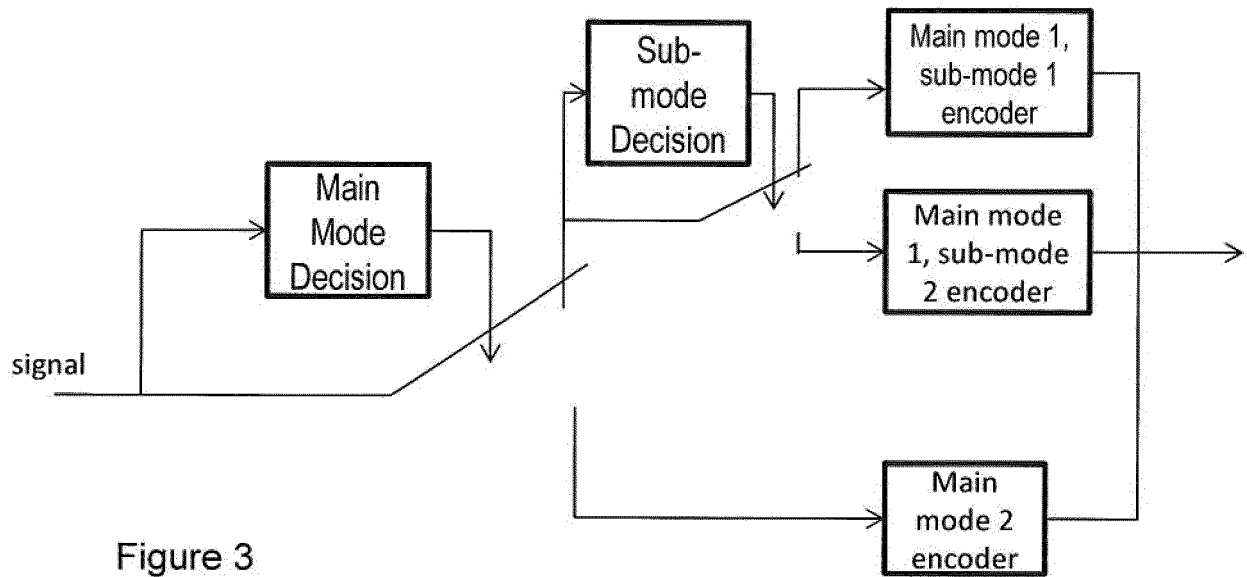 Sub-
mode
Decision
Main mode 1,
sub-mode 1
encoder
Main
Mode
Decision
Main mode
1, sub-mode
2 encoder
signal
Main
mode 2
encoder
Figure 3